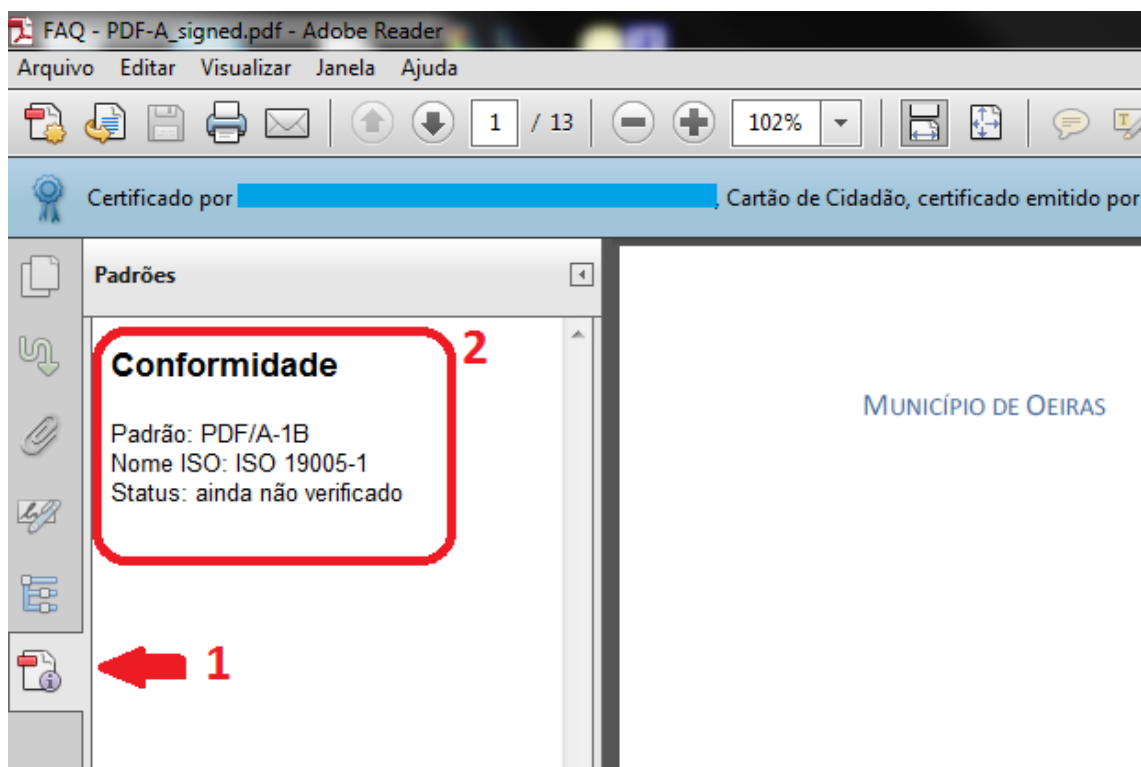 FAQ - PDF-A_signed.pdf - Adobe Reader
Arquivo Editar Visualizar Janela Ajuda
1 / 13 102%
Certificado por , Cartão de Cidadão, certificado emitido por
Padrões
Conformidade
2
Padrão: PDF/A-1B
Nome ISO: ISO 19005-1
Status: ainda não verificado
MUNICÍPIO DE OEIRAS
1